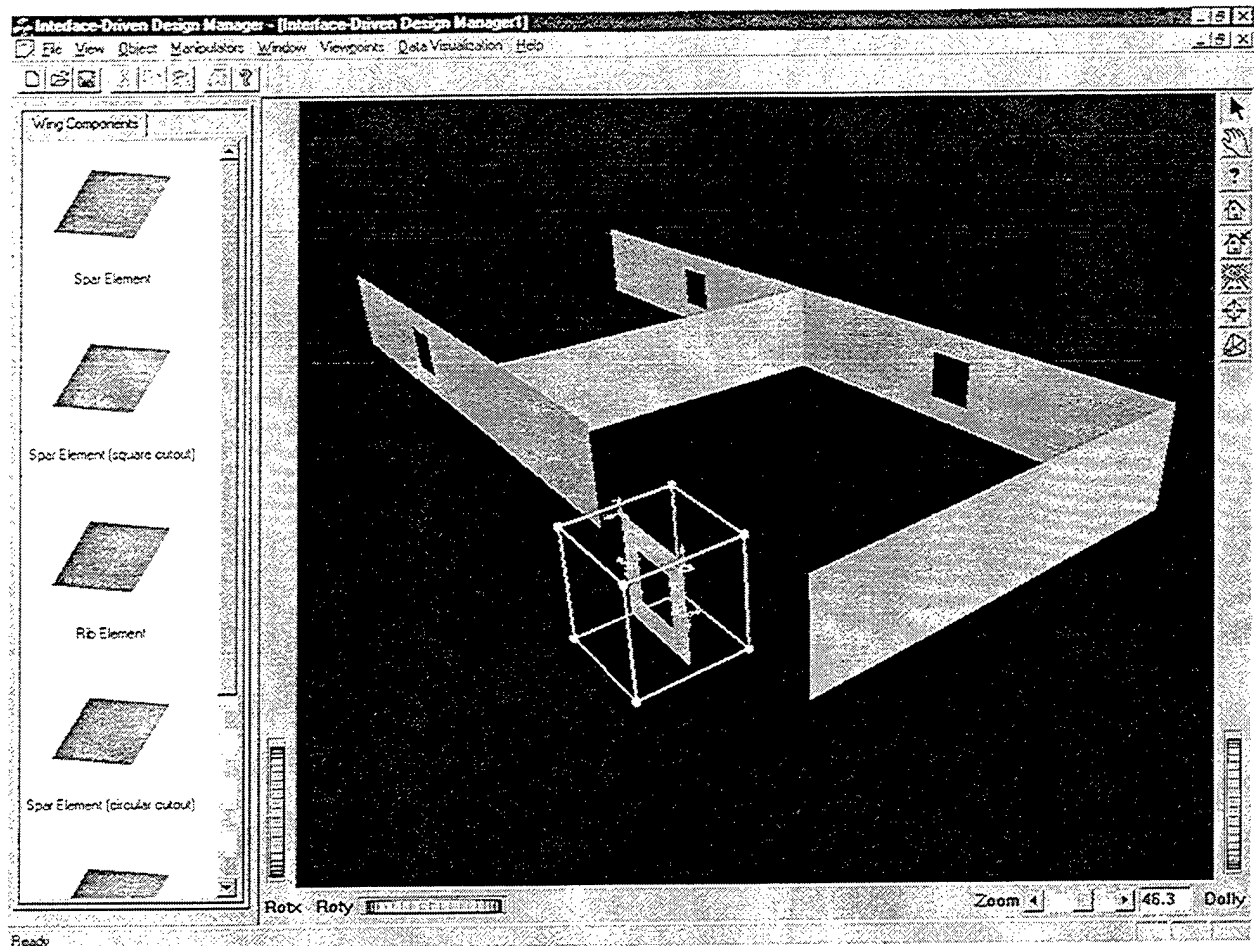 Interface-Driven Design Manager - [Interface-Driven Design Manager1]
File View Object Manipulators Window Viewpoints Data Visualization Help
Wing Components
Spar Element
Spar Element (square cutout)
Rib Element
Spar Element (circular cutout)
Rotx Roty Zoom 46.3 Dolly
Ready